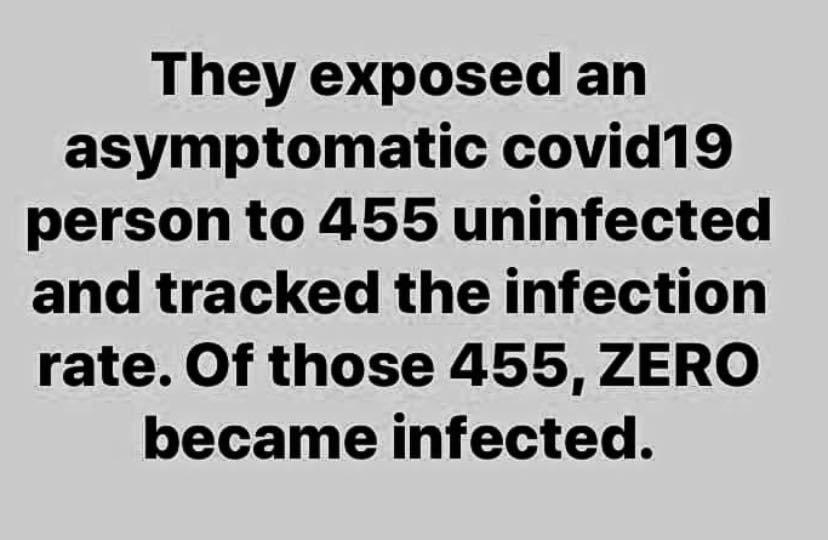 They exposed an
asymptomatic covid19
person to 455 uninfected
and tracked the infection
rate. Of those 455, ZERO
became infected.